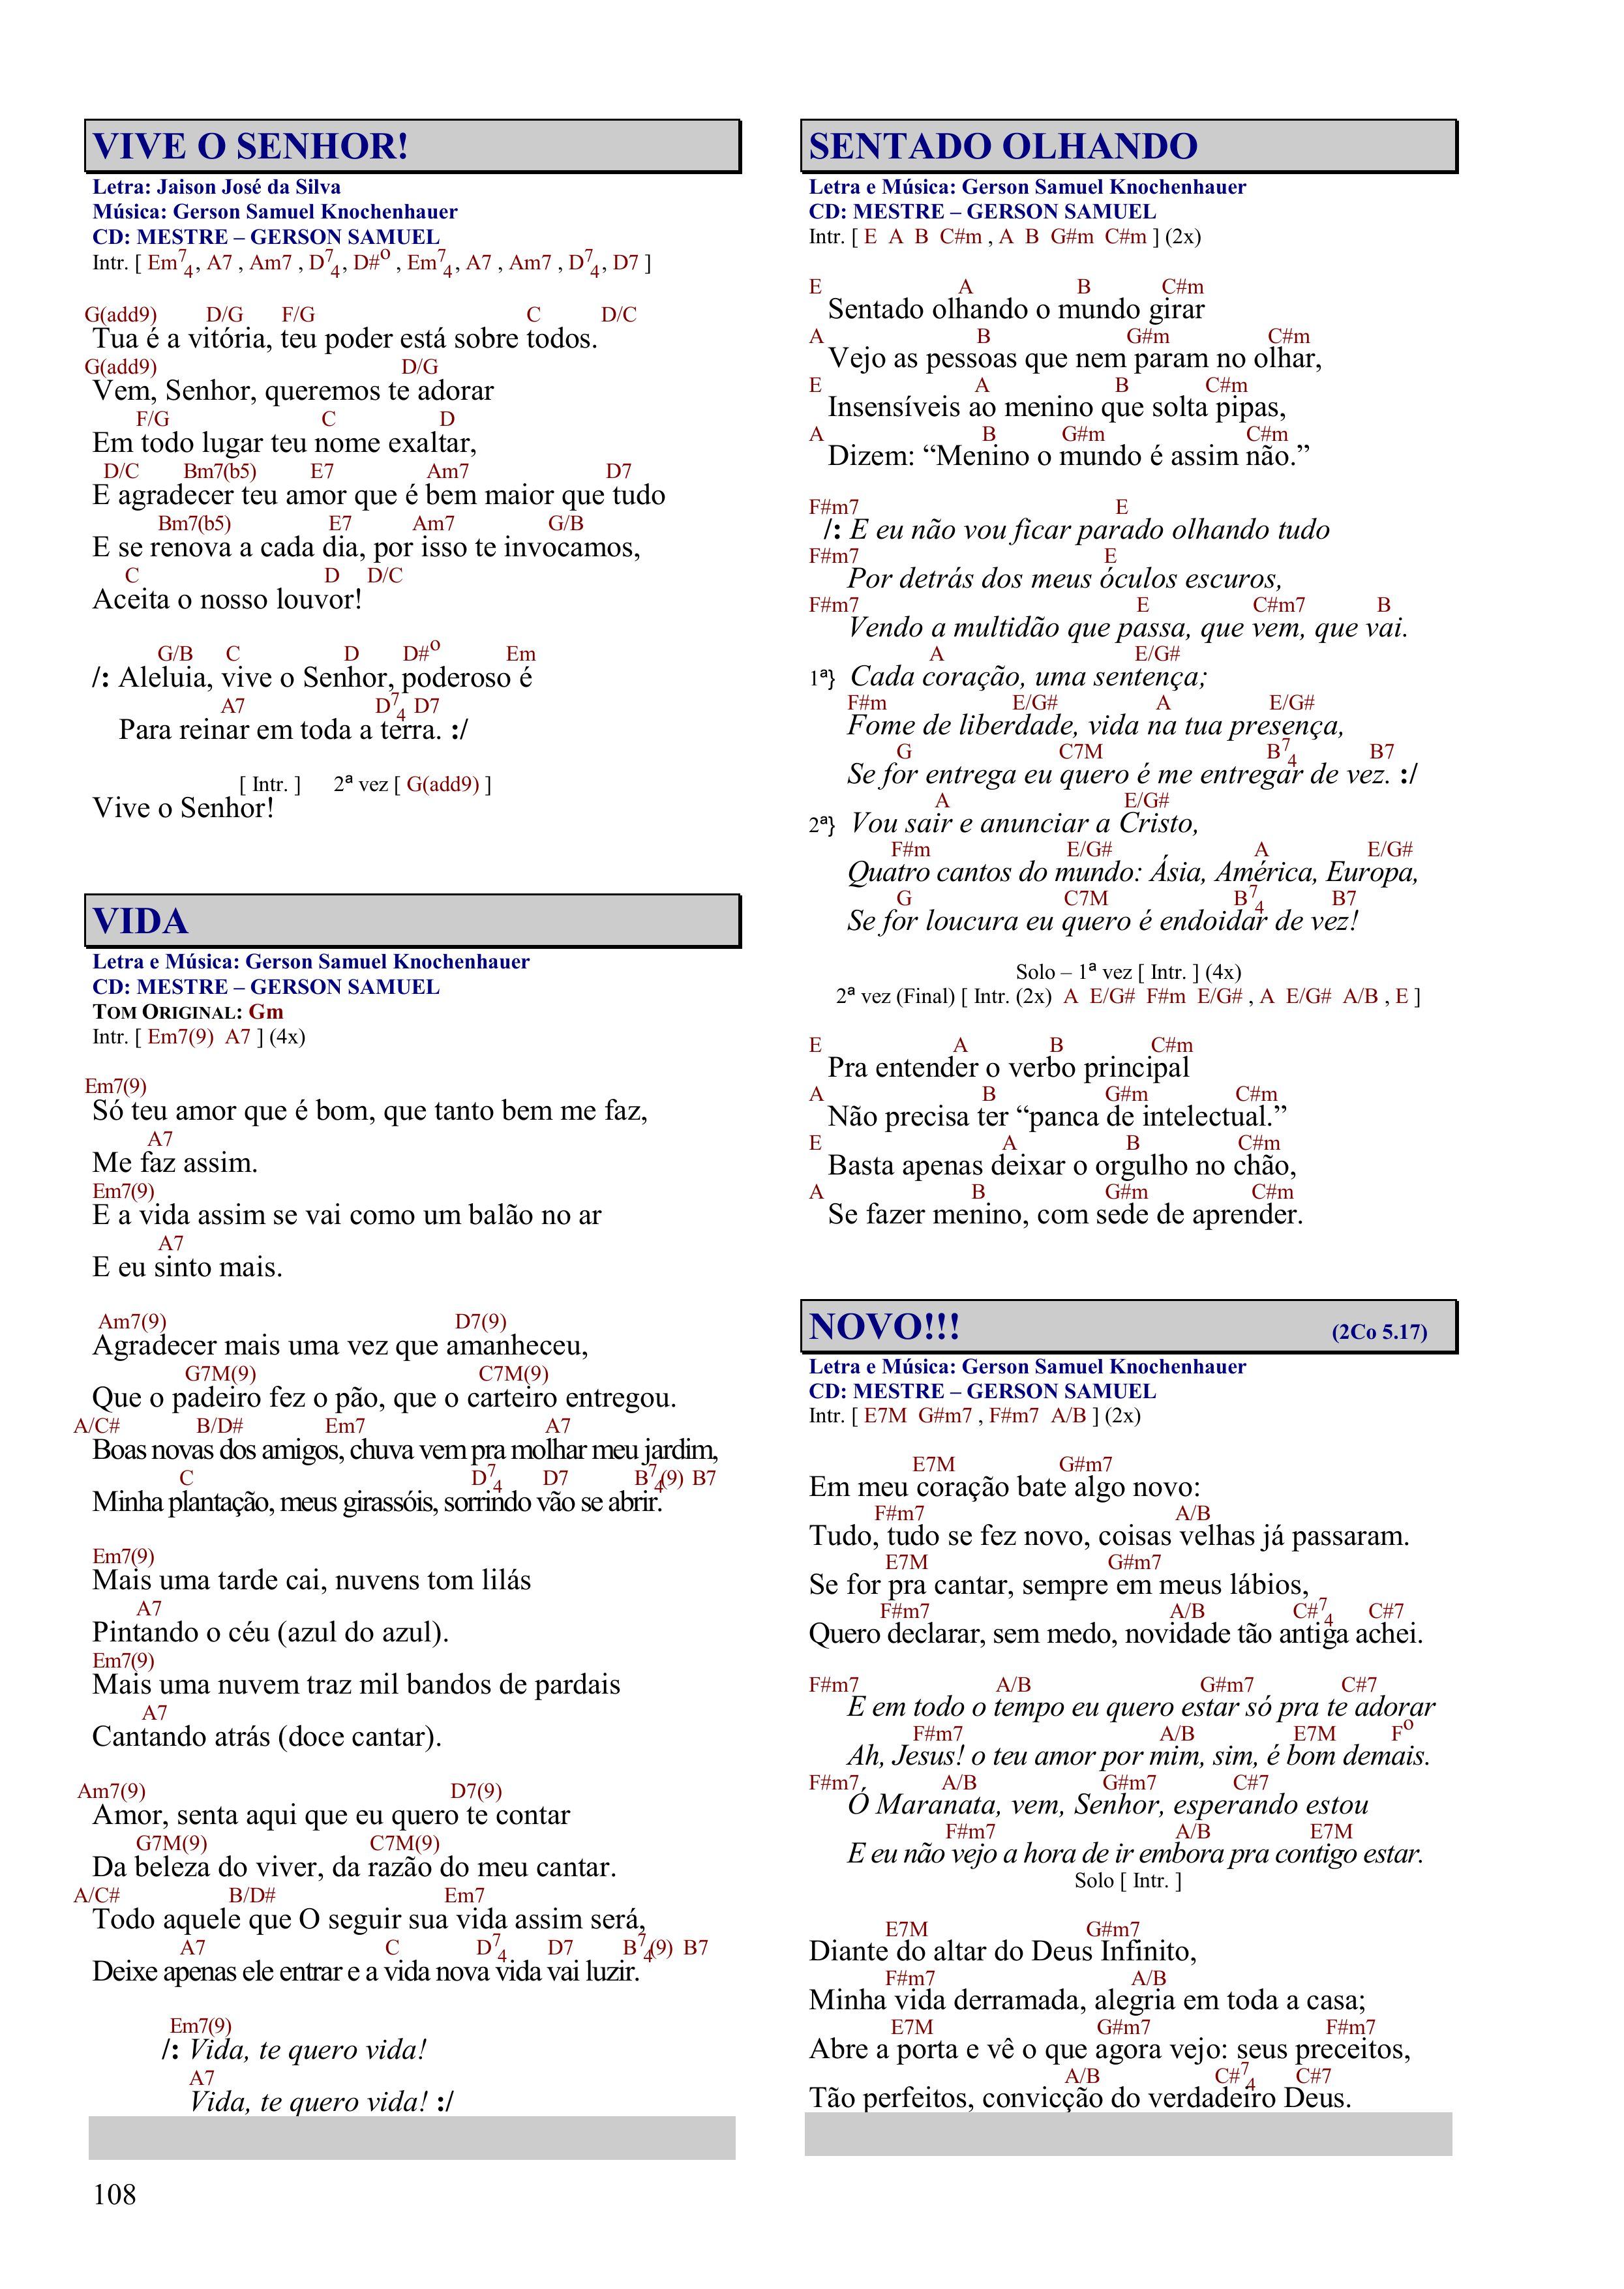 VIVE O SENHOR!
Letra: Jaison José da Silva
Música: Gerson Samuel Knochenhauer
CD: MESTRE – GERSON SAMUEL
Intr. [ Em7 4, A7 , Am7 , D7 4, D#o , Em7 4, A7 , Am7 , D7 4, D7 ]
G(add9) D/G F/G C D/C
Tua é a vitória, teu poder está sobre todos.
G(add9) D/G
Vem, Senhor, queremos te adorar
F/G C D
Em todo lugar teu nome exaltar,
D/C Bm7(b5) E7 Am7 D7
E agradecer teu amor que é bem maior que tudo
Bm7(b5) E7 Am7 G/B
E se renova a cada dia, por isso te invocamos,
C D D/C
Aceita o nosso louvor!
G/B C D D#o Em
/: Aleluia, vive o Senhor, poderoso é
A7 D7 4 D7
Para reinar em toda a terra. :/
[ Intr. ] 2ª vez [ G(add9) ]
Vive o Senhor!
VIDA
Letra e Música: Gerson Samuel Knochenhauer
CD: MESTRE – GERSON SAMUEL
TOM ORIGINAL: Gm
Intr. [ Em7(9) A7 ] (4x)
Em7(9)
Só teu amor que é bom, que tanto bem me faz,
A7
Me faz assim.
Em7(9)
E a vida assim se vai como um balão no ar
A7
E eu sinto mais.
Am7(9) D7(9)
Agradecer mais uma vez que amanheceu,
G7M(9) C7M(9)
Que o padeiro fez o pão, que o carteiro entregou.
A/C# B/D# Em7 A7
Boas novas dos amigos, chuva vem pra molhar meu jardim,
C D7 4 D7 B7 4(9) B7
Minha plantação, meus girassóis, sorrindo vão se abrir.
Em7(9)
Mais uma tarde cai, nuvens tom lilás
A7
Pintando o céu (azul do azul).
Em7(9)
Mais uma nuvem traz mil bandos de pardais
A7
Cantando atrás (doce cantar).
Am7(9) D7(9)
Amor, senta aqui que eu quero te contar
G7M(9) C7M(9)
Da beleza do viver, da razão do meu cantar.
A/C# B/D# Em7
Todo aquele que O seguir sua vida assim será,
A7 C D7 4 D7 B7 4(9) B7
Deixe apenas ele entrar e a vida nova vida vai luzir.
Em7(9)
/: Vida, te quero vida!
A7
Vida, te quero vida! :/
108
SENTADO OLHANDO
Letra e Música: Gerson Samuel Knochenhauer
CD: MESTRE – GERSON SAMUEL
Intr. [ E A B C#m , A B G#m C#m ] (2x)
E A B C#m
Sentado olhando o mundo girar
A B G#m C#m
Vejo as pessoas que nem param no olhar,
E A B C#m
Insensíveis ao menino que solta pipas,
A B G#m C#m
Dizem: “Menino o mundo é assim não.”
F#m7 E
/: E eu não vou ficar parado olhando tudo
F#m7 E
Por detrás dos meus óculos escuros,
F#m7 E C#m7 B
Vendo a multidão que passa, que vem, que vai.
A E/G#
1ª} Cada coração, uma sentença;
F#m E/G# A E/G#
Fome de liberdade, vida na tua presença,
G C7M B7 4 B7
Se for entrega eu quero é me entregar de vez. :/
A E/G#
2ª} Vou sair e anunciar a Cristo,
F#m E/G# A E/G#
Quatro cantos do mundo: Ásia, América, Europa,
G C7M B7 4 B7
Se for loucura eu quero é endoidar de vez!
Solo – 1ª vez [ Intr. ] (4x)
2ª vez (Final) [ Intr. (2x) A E/G# F#m E/G# , A E/G# A/B , E ]
E A B C#m
Pra entender o verbo principal
A B G#m C#m
Não precisa ter “panca de intelectual.”
E A B C#m
Basta apenas deixar o orgulho no chão,
A B G#m C#m
Se fazer menino, com sede de aprender.
NOVO!!! (2Co 5.17)
Letra e Música: Gerson Samuel Knochenhauer
CD: MESTRE – GERSON SAMUEL
Intr. [ E7M G#m7 , F#m7 A/B ] (2x)
E7M G#m7
Em meu coração bate algo novo:
F#m7 A/B
Tudo, tudo se fez novo, coisas velhas já passaram.
E7M G#m7
Se for pra cantar, sempre em meus lábios,
F#m7 A/B C#7 4 C#7
Quero declarar, sem medo, novidade tão antiga achei.
F#m7 A/B G#m7 C#7
E em todo o tempo eu quero estar só pra te adorar
F#m7 A/B E7M Fo
Ah, Jesus! o teu amor por mim, sim, é bom demais.
F#m7 A/B G#m7 C#7
Ó Maranata, vem, Senhor, esperando estou
F#m7 A/B E7M
E eu não vejo a hora de ir embora pra contigo estar.
Solo [ Intr. ]
E7M G#m7
Diante do altar do Deus Infinito,
F#m7 A/B
Minha vida derramada, alegria em toda a casa;
E7M G#m7 F#m7
Abre a porta e vê o que agora vejo: seus preceitos,
A/B C#7 4 C#7
Tão perfeitos, convicção do verdadeiro Deus.